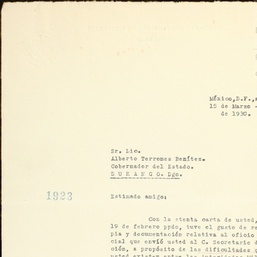 México,D.F.,
15 de Marzo
de 1930.
Sr. Lic.
Alberto Terrones Benítez.
Gobernador del Estado.
DURANGO. Dgo.
1923
Estimado amigo:
Con la atenta carta de usted,
19 de febrero ppdo, tuve el gusto de
pia y documentación relativa al oficio
cial que envió usted al C. Secretario d
ción, a propósito de las dificultades q